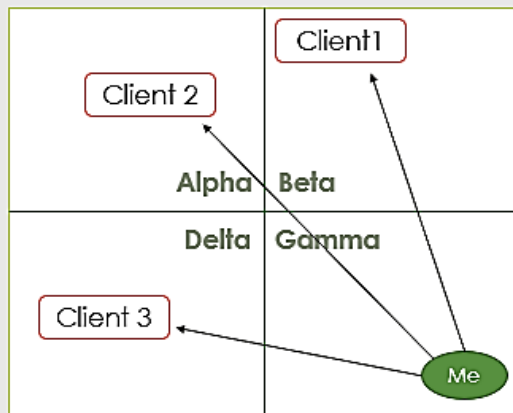 Client1
Client 2
Alpha
Beta
Delta
Gamma
Client 3
Me